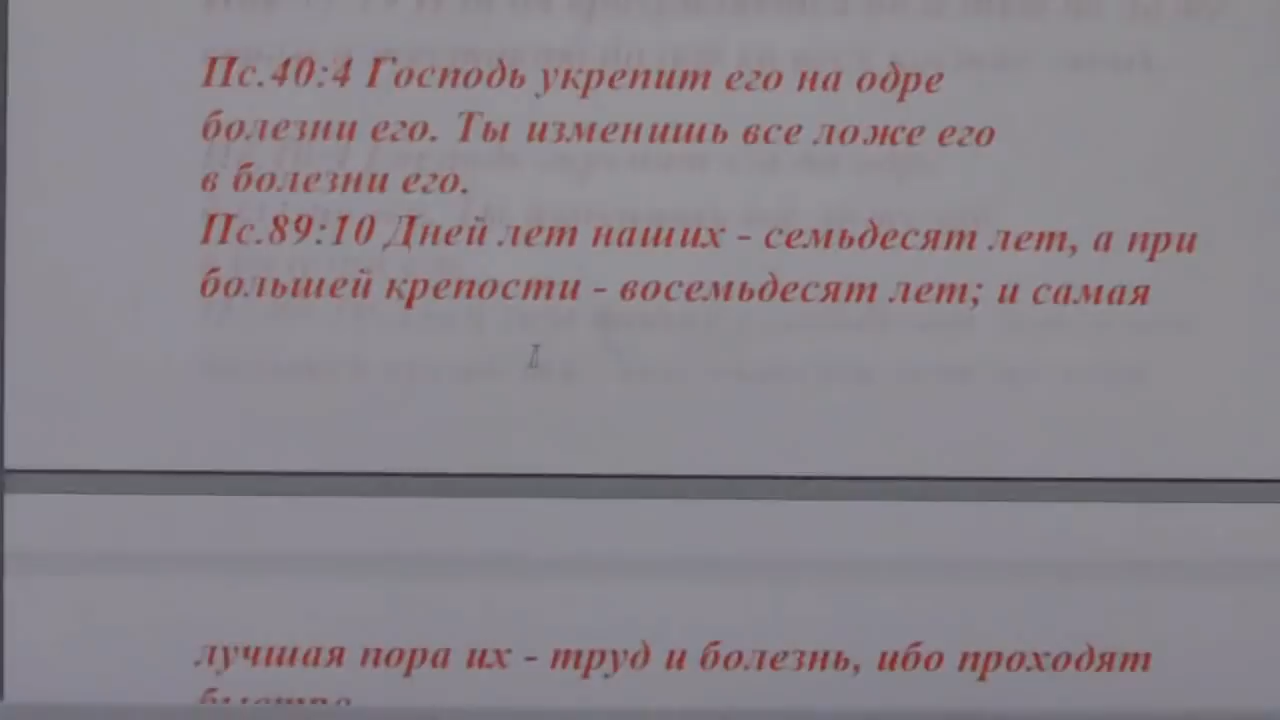 Пс.40:4 Господь укрепит его на одре
болезни его. Ты изменишь все ложе его
в болезни его.
Пс.89:10 Дней лет наших - семьдесят лет, а при
большей крепости - восемьдесят лет; и самая
лучшая пора их - труд и болезнь, ибо проходят